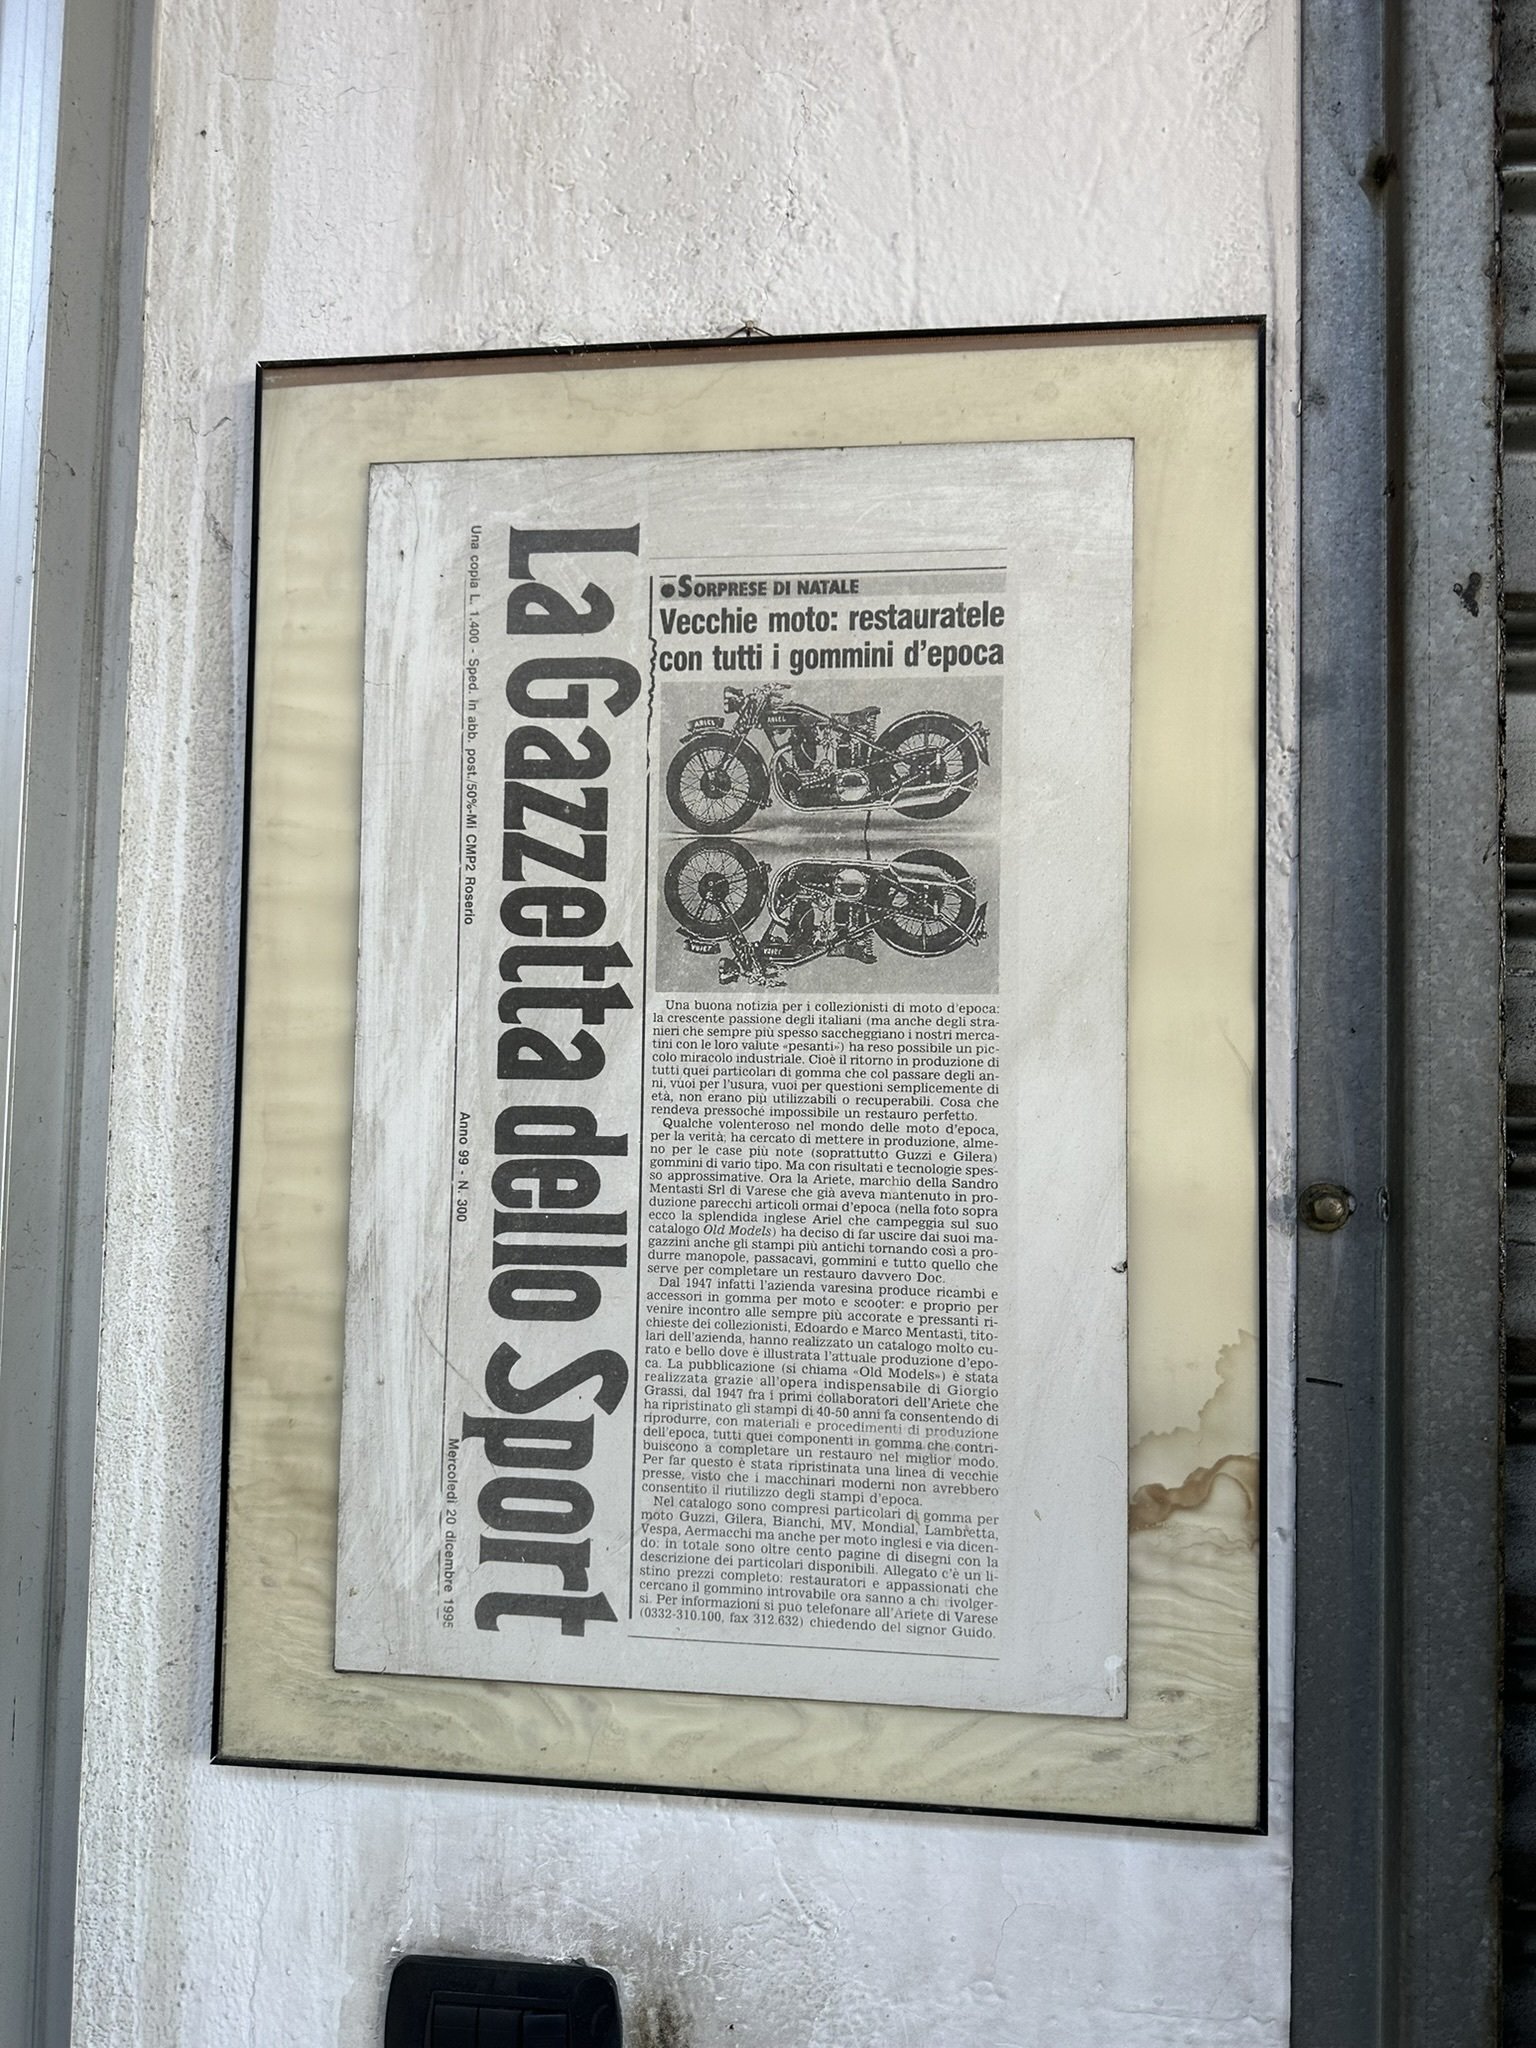 La Gazzetta dello Sport
Una copia L. 1.400 - Sped. in abb. post./50%-Mi CMP2 Roserio
Anno 99 - N. 300
Mercoledì 20 dicembre 1995
SORPRESE DI NATALE
Vecchie moto: restauratele
con tutti i gommini d'epoca
ARIEL
ARIEL
Una buona notizia per i collezionisti di moto d'epoca:
la crescente passione degli italiani (ma anche degli stra-
nieri che sempre più spesso saccheggiano i nostri merca-
tini con le loro valute «pesanti») ha reso possibile un pic-
colo miracolo industriale. Cioè il ritorno in produzione di
tutti quei particolari di gomma che col passare degli an-
ni, vuoi per l'usura, vuoi per questioni semplicemente di
età, non erano più utilizzabili o recuperabili. Cosa che
rendeva pressoché impossibile un restauro perfetto.
Qualche volenteroso nel mondo delle moto d'epoca,
per la verità, ha cercato di mettere in produzione, alme-
no per le case più note (soprattutto Guzzi e Gilera)
gommini di vario tipo. Ma con risultati e tecnologie spes-
so approssimative. Ora la Ariete, marchio della Sandro
Mentasti Srl di Varese che già aveva mantenuto in pro-
duzione parecchi articoli ormai d'epoca (nella foto sopra
ecco la splendida inglese Ariel che campeggia sul suo
catalogo Old Models) ha deciso di far uscire dai suoi ma-
gazzini anche gli stampi più antichi tornando così a pro-
durre manopole, passacavi, gommini e tutto quello che
serve per completare un restauro davvero Doc.
Dal 1947 infatti l'azienda varesina produce ricambi e
accessori in gomma per moto e scooter: e proprio per
venire incontro alle sempre più accorate e pressanti ri-
chieste dei collezionisti, Edoardo e Marco Mentasti, tito-
lari dell'azienda, hanno realizzato un catalogo molto cu-
rato e bello dove è illustrata l'attuale produzione d'epo-
ca. La pubblicazione (si chiama «Old Models») è stata
realizzata grazie all'opera indispensabile di Giorgio
Grassi, dal 1947 fra i primi collaboratori dell'Ariete che
ha ripristinato gli stampi di 40-50 anni fa consentendo di
riprodurre, con materiali e procedimenti di produzione
dell'epoca, tutti quei componenti in gomma che contri-
buiscono a completare un restauro nel miglior modo.
Per far questo è stata ripristinata una linea di vecchie
presse, visto che i macchinari moderni non avrebbero
consentito il riutilizzo degli stampi d'epoca.
Nel catalogo sono compresi particolari di gomma per
moto Guzzi, Gilera, Bianchi, MV, Mondial, Lambretta,
Vespa, Aermacchi ma anche per moto inglesi e via dicen-
do: in totale sono oltre cento pagine di disegni con la
descrizione dei particolari disponibili. Allegato c'è un li-
stino prezzi completo: restauratori e appassionati che
cercano il gommino introvabile ora sanno a chi rivolger-
si. Per informazioni si puo telefonare all'Ariete di Varese
(0332-310.100, fax 312.632) chiedendo del signor Guido.